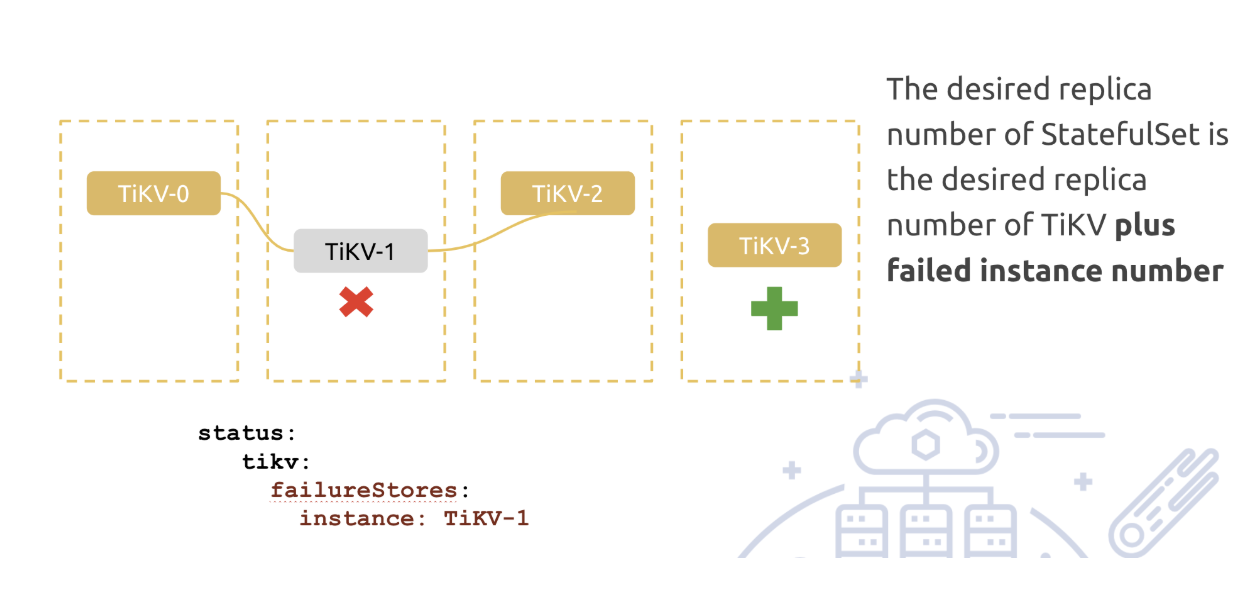 The desired replica
number of StatefulSet is
the desired replica
number of TiKV plus
failed instance number
TiKV-0
TiKV-1
TiKV-2
TiKV-3
status:
tikv:
failureStores:
instance: TiKV-1